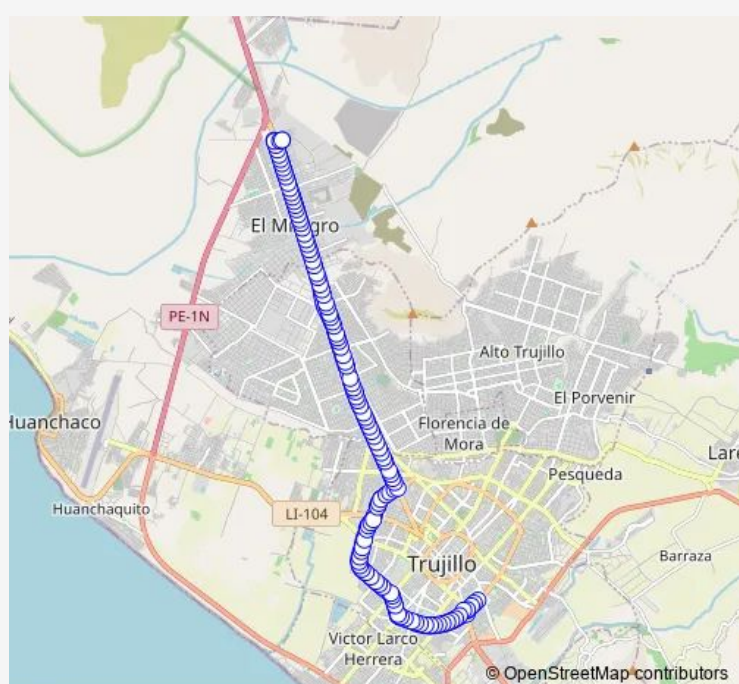 El Milagro
PE-1N
Alto Trujillo
El Porvenir
Huanchaco
Florencia de
Mora
Lare
Pesqueda
Huanchaquito
LI-104
Trujillo
Barraza
Victor Larco
Herrera
© OpenStreetMap contributors